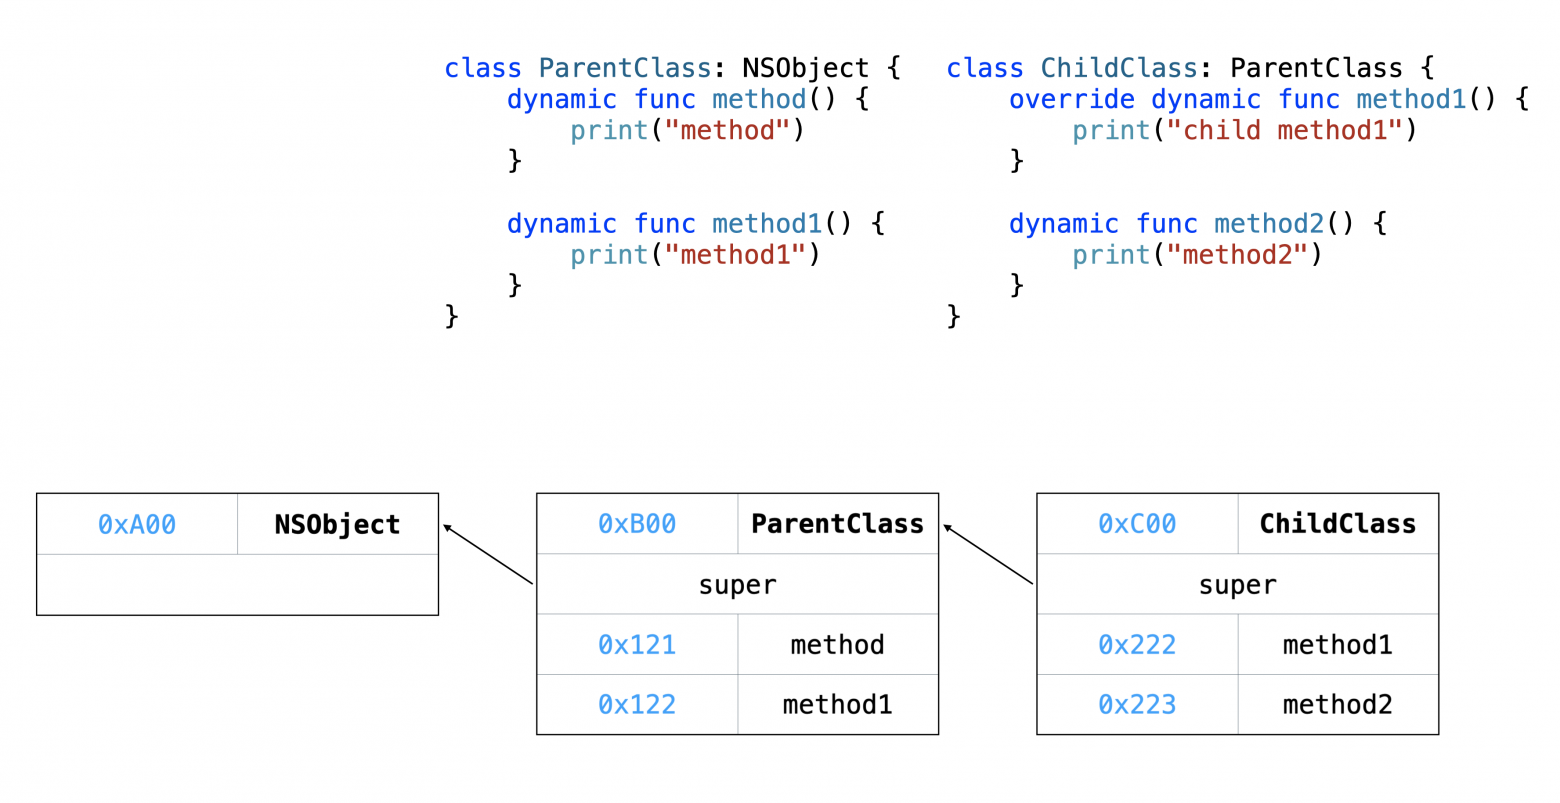 class ParentClass: NSObject {
    dynamic func method() {
        print("method")
    }

    dynamic func method1() {
        print("method1")
    }
}
class ChildClass: ParentClass {
    override dynamic func method1() {
        print("child method1")
    }

    dynamic func method2() {
        print("method2")
    }
}
0xA00 NSObject
0xB00 ParentClass
super
0x121 method
0x122 method1
0xC00 ChildClass
super
0x222 method1
0x223 method2